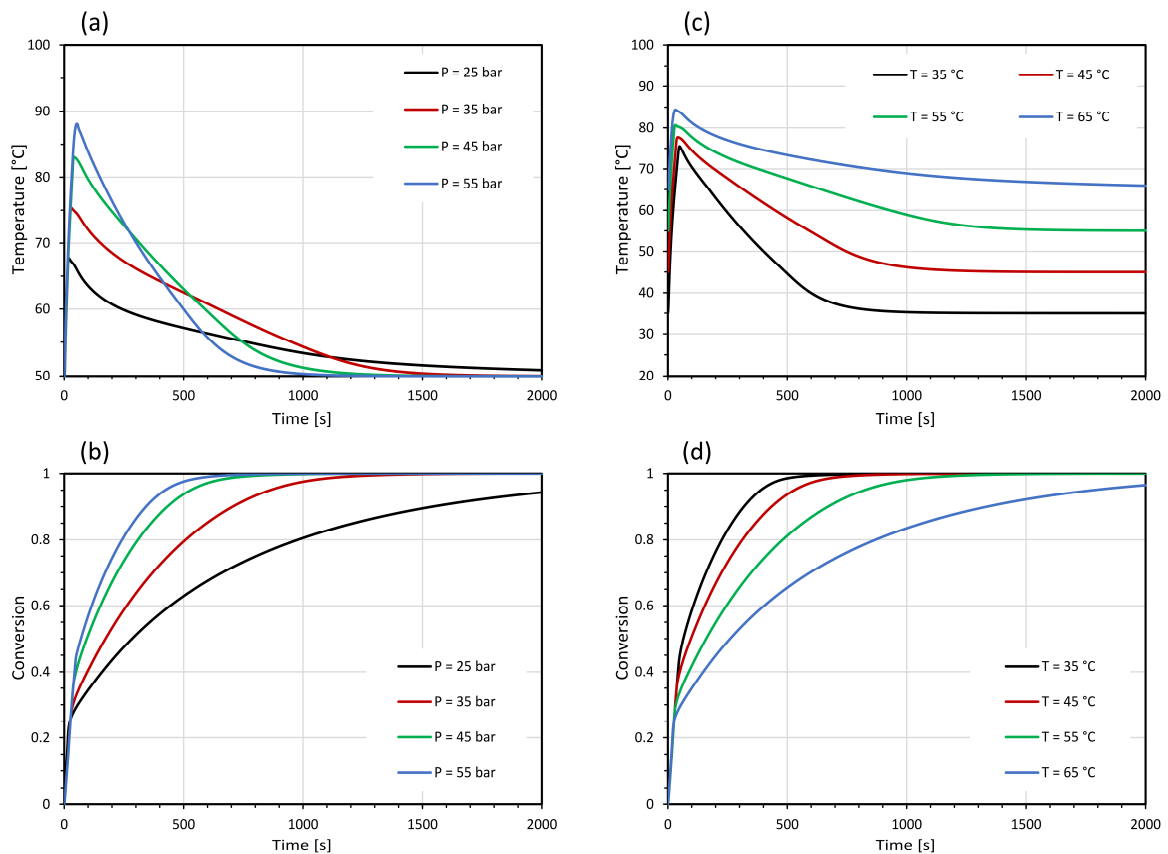 (a)
100
90
80
70
60
50
Temperature [°C]
P = 25 bar
P = 35 bar
P = 45 bar
P = 55 bar
0
500
1000
1500
2000
Time [s]
(c)
100
90
80
70
60
50
40
30
20
Temperature [°C]
T = 35 °C
T = 45 °C
T = 55 °C
T = 65 °C
0
500
1000
1500
2000
Time [s]
(b)
1
0.8
0.6
0.4
0.2
0
Conversion
P = 25 bar
P = 35 bar
P = 45 bar
P = 55 bar
0
500
1000
1500
2000
Time [s]
(d)
1
0.8
0.6
0.4
0.2
0
Conversion
T = 35 °C
T = 45 °C
T = 55 °C
T = 65 °C
0
500
1000
1500
2000
Time [s]